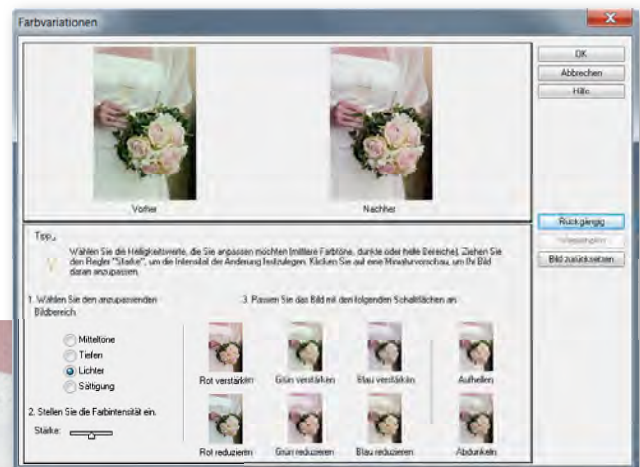 Farbvariationen
OK
Abbrechen
Hilfe
Vorher
Nachher
Rückgängig
Bild zurücksetzen
Tipp
Wählen Sie die Helligkeitswerte, die Sie anpassen möchten (mittlere Farbtöne, dunkle oder helle Bereiche). Ziehen Sie
den Regler "Stärke", um die Intensität der Änderung festzulegen. Klicken Sie auf eine Miniaturvorschau, um Ihr Bild
daran anzupassen.
1. Wählen Sie den anzupassenden
Bildbereich
Mitteltöne
Tiefen
Lichter
Sättigung
2. Stellen Sie die Farbintensität ein.
Stärke:
3. Passen Sie das Bild mit den folgenden Schaltflächen an.
Rot verstärken
Grün verstärken
Blau verstärken
Aufhellen
Rot reduzieren
Grün reduzieren
Blau reduzieren
Abdunkeln